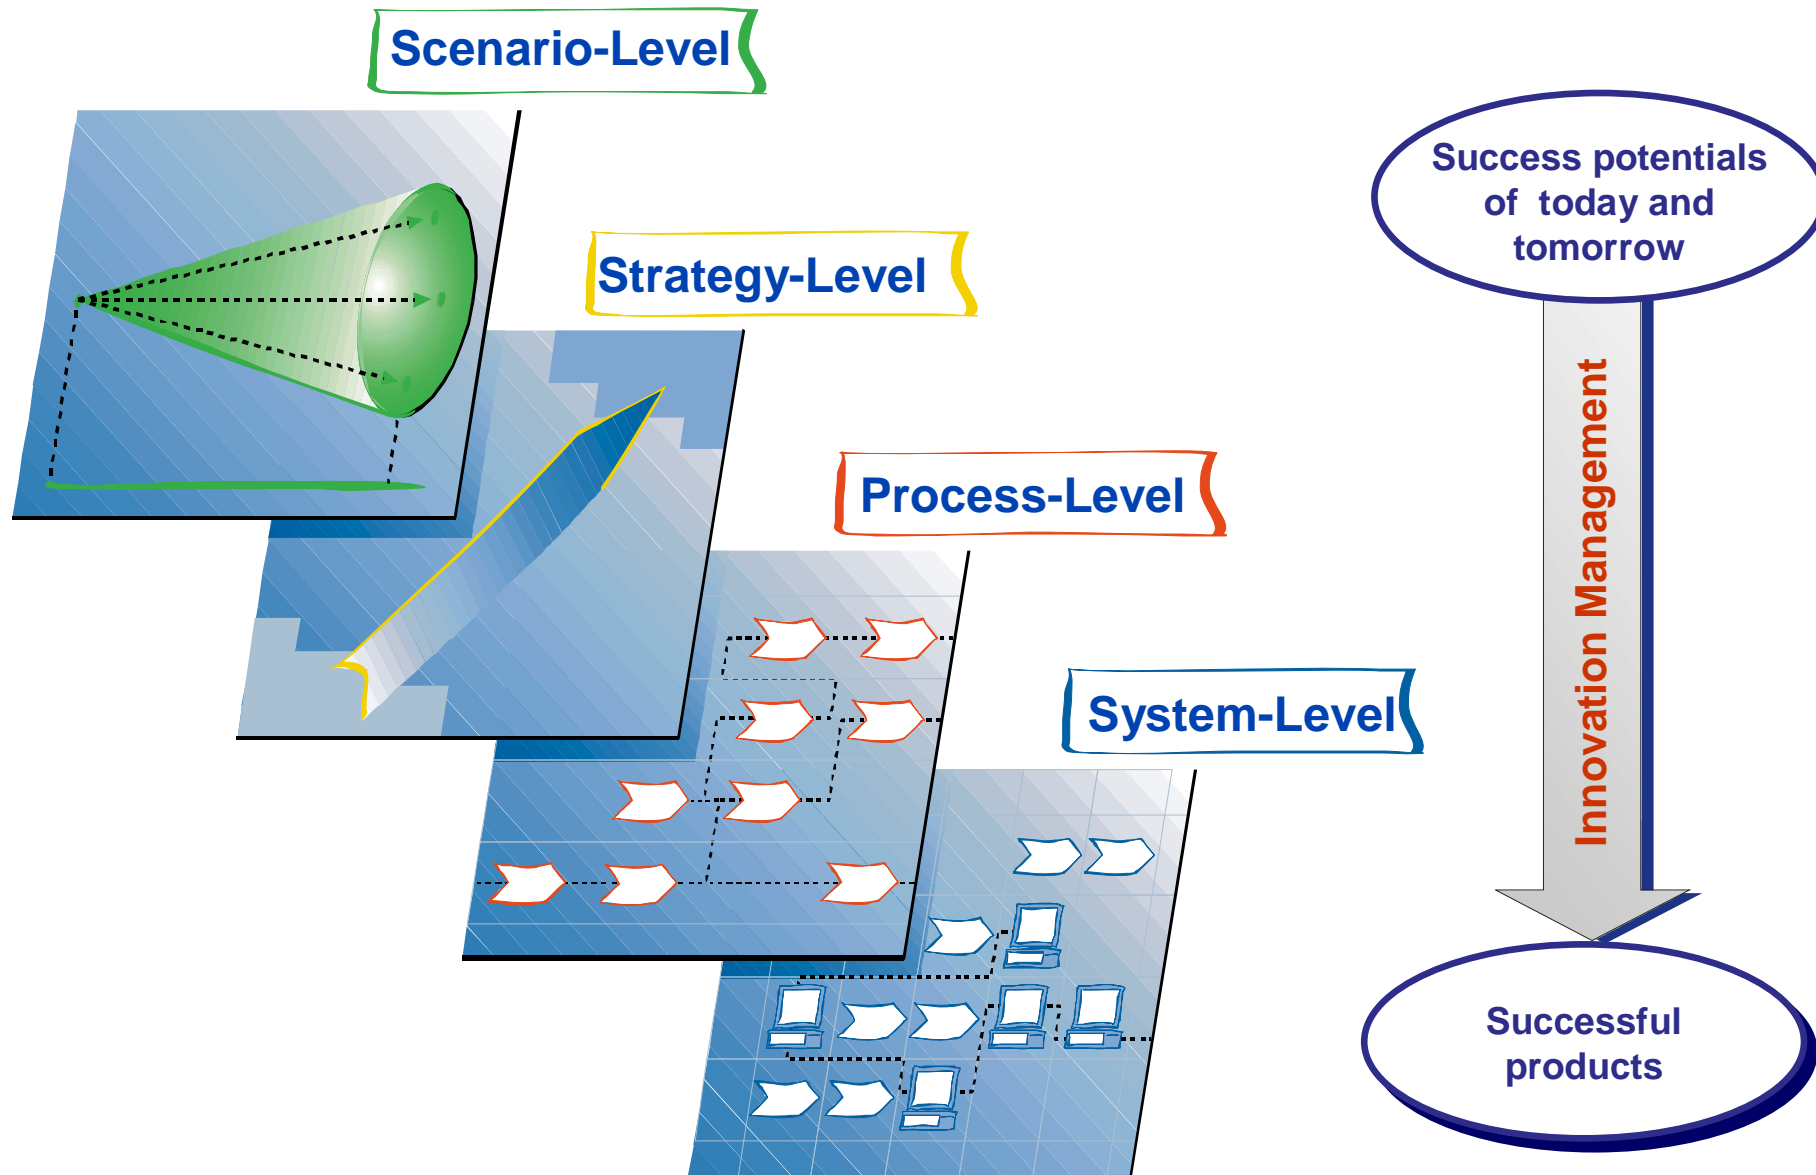 Scenario-Level
Success potentials
of today and
tomorrow
Strategy-Level
Innovation Management
Process-Level
System-Level
Successful
products